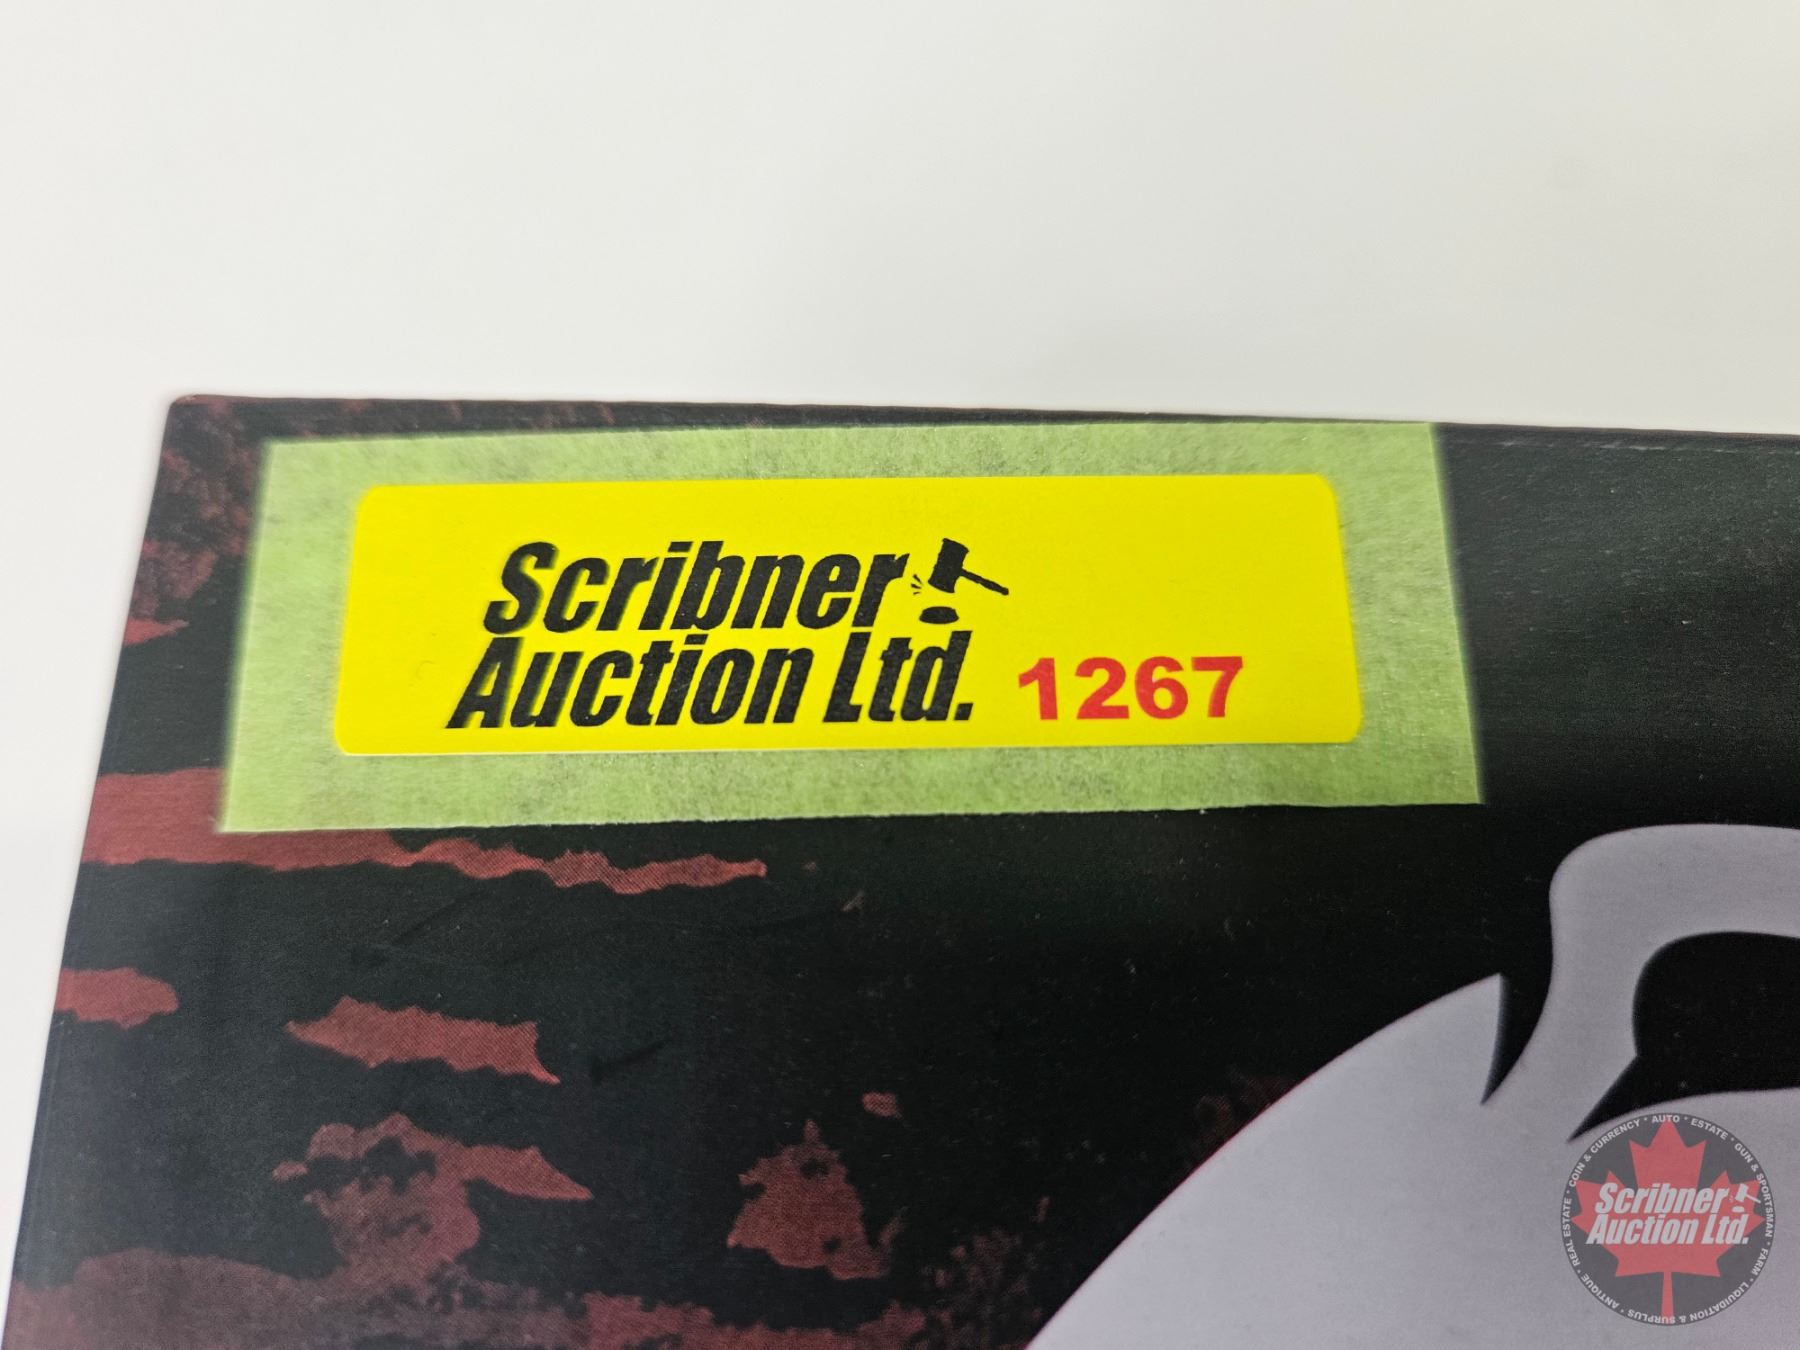 Scribner
Auction Ltd. 1267
COIN & CURRENCY • AUTO • ESTATE • GUN & SPORTSMAN • FARM • LIQUIDATION & SURPLUS • ANTIQUE • REAL ESTATE •
Scribner
Auction Ltd.